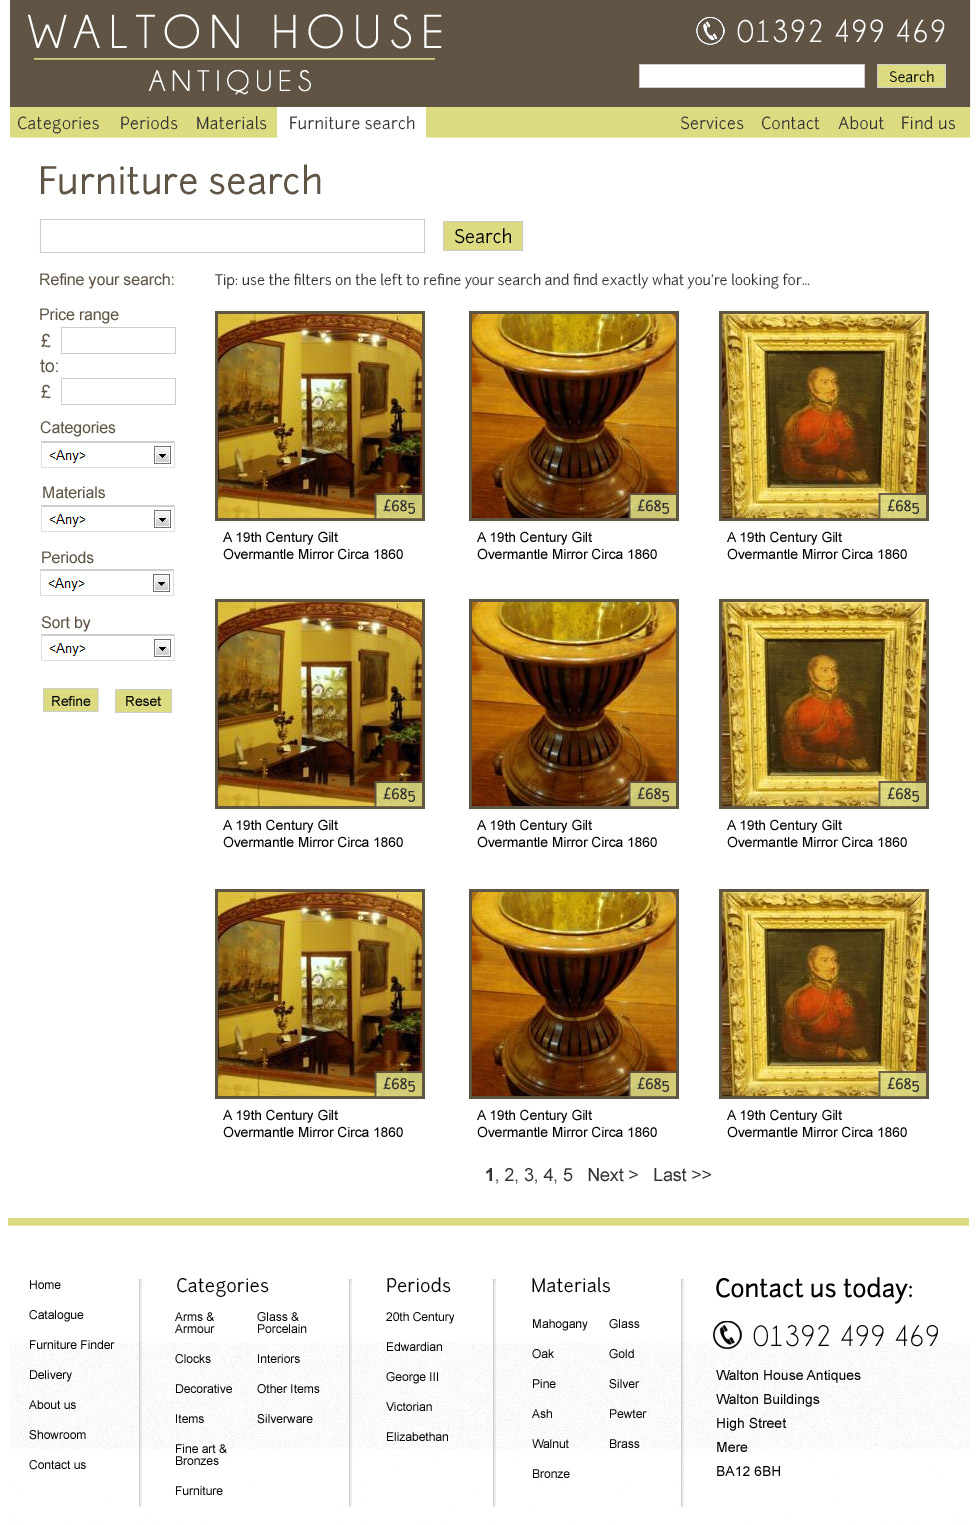 WALTON HOUSE
ANTIQUES
01392 499 469
Search
Categories Periods Materials Furniture search Services Contact About Find us
Furniture search
Search
Refine your search:
Tip: use the filters on the left to refine your search and find exactly what you're looking for...
Price range
£
to:
£
Categories
<Any>
Materials
<Any>
Periods
<Any>
Sort by
<Any>
Refine Reset
£685
A 19th Century Gilt
Overmantle Mirror Circa 1860
£685
A 19th Century Gilt
Overmantle Mirror Circa 1860
£685
A 19th Century Gilt
Overmantle Mirror Circa 1860
£685
A 19th Century Gilt
Overmantle Mirror Circa 1860
£685
A 19th Century Gilt
Overmantle Mirror Circa 1860
£685
A 19th Century Gilt
Overmantle Mirror Circa 1860
£685
A 19th Century Gilt
Overmantle Mirror Circa 1860
£685
A 19th Century Gilt
Overmantle Mirror Circa 1860
£685
A 19th Century Gilt
Overmantle Mirror Circa 1860
1, 2, 3, 4, 5 Next > Last >>
Home
Catalogue
Furniture Finder
Delivery
About us
Showroom
Contact us
Categories
Arms &
Armour
Clocks
Decorative
Items
Fine art &
Bronzes
Furniture
Glass &
Porcelain
Interiors
Other Items
Silverware
Periods
20th Century
Edwardian
George III
Victorian
Elizabethan
Materials
Mahogany
Oak
Pine
Ash
Walnut
Bronze
Glass
Gold
Silver
Pewter
Brass
Contact us today:
01392 499 469
Walton House Antiques
Walton Buildings
High Street
Mere
BA12 6BH